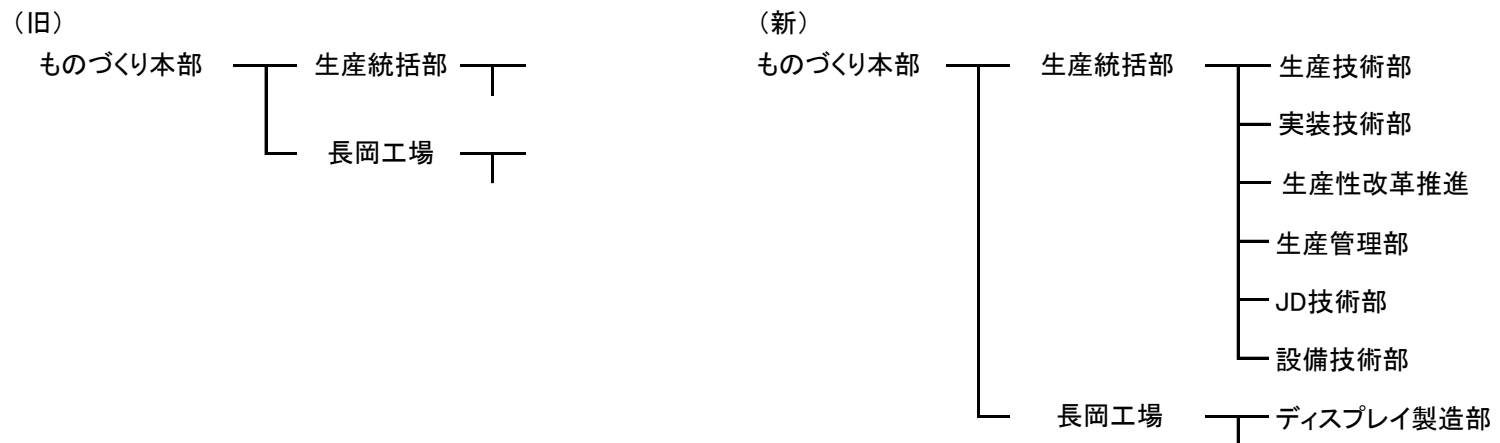 （旧）
ものづくり本部 生産統括部
長岡工場
（新）
ものづくり本部 生産統括部 生産技術部
実装技術部
生産性改革推進
生産管理部
JD技術部
設備技術部
長岡工場 ディスプレイ製造部